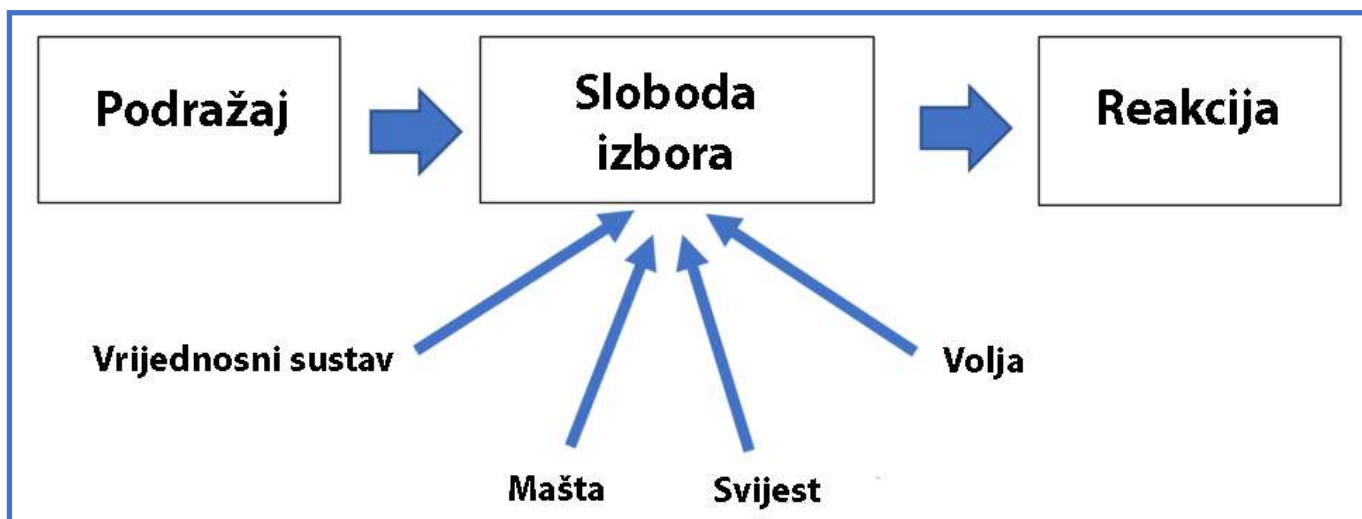 Podražaj
Sloboda
izbora
Reakcija
Vrijednosni sustav
Volja
Mašta
Svijest